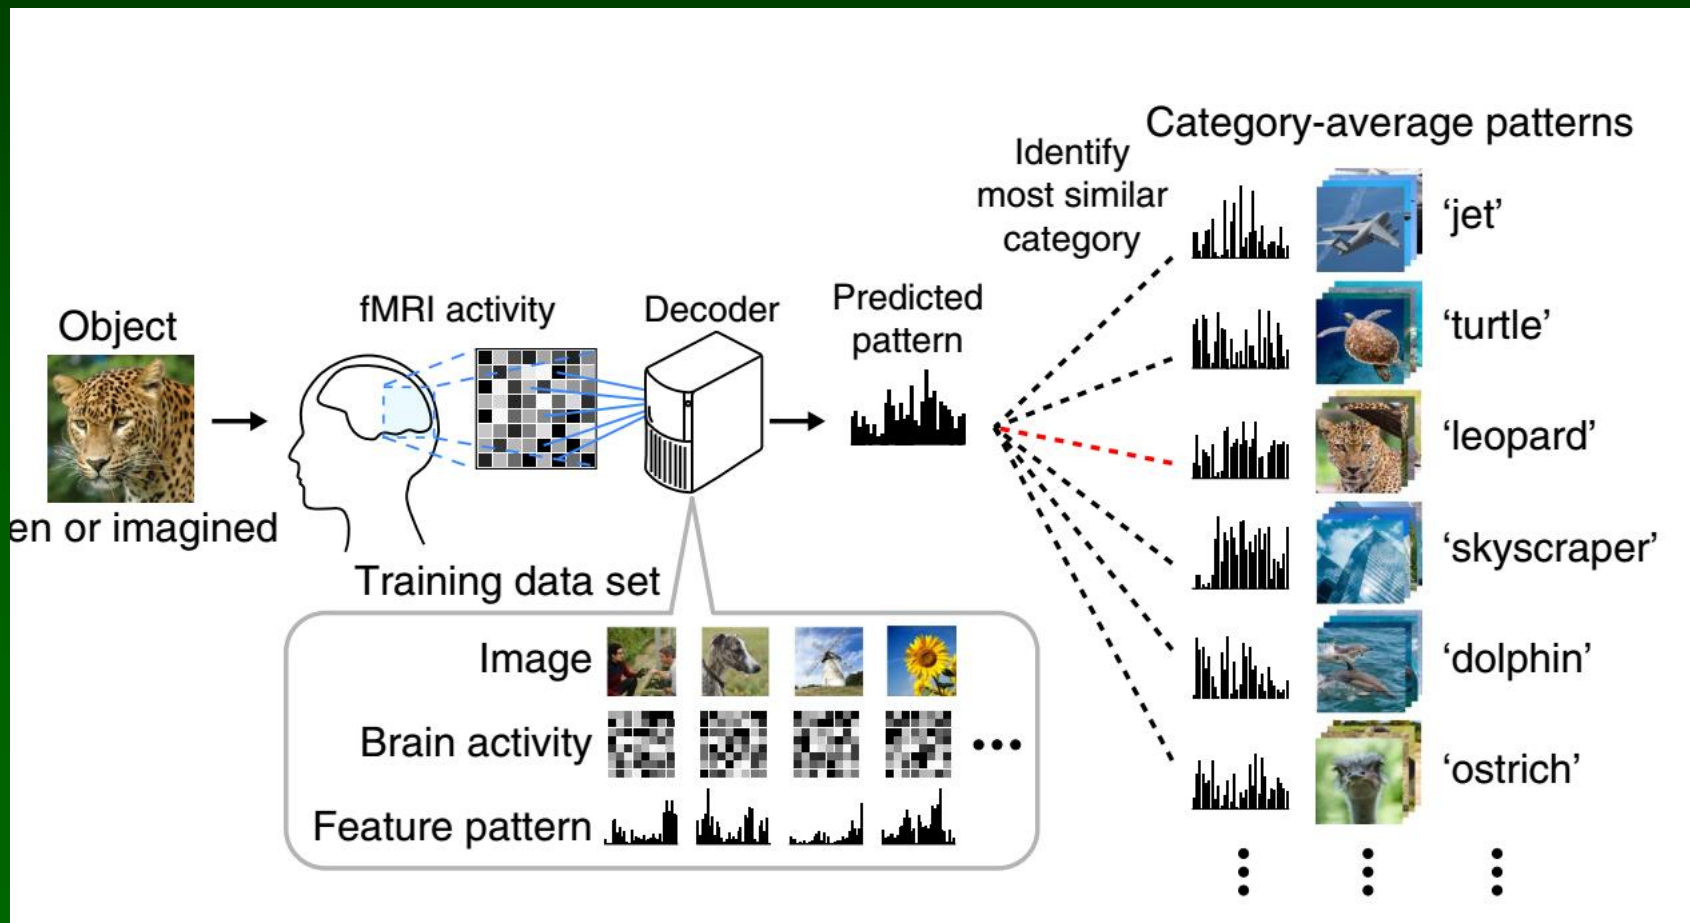 Category-average patterns
Identify
most similar
category
'jet'
'turtle'
'leopard'
'skyscraper'
'dolphin'
'ostrich'
Object
en or imagined
fMRI activity
Decoder
Predicted
pattern
Training data set
Image
Brain activity
Feature pattern